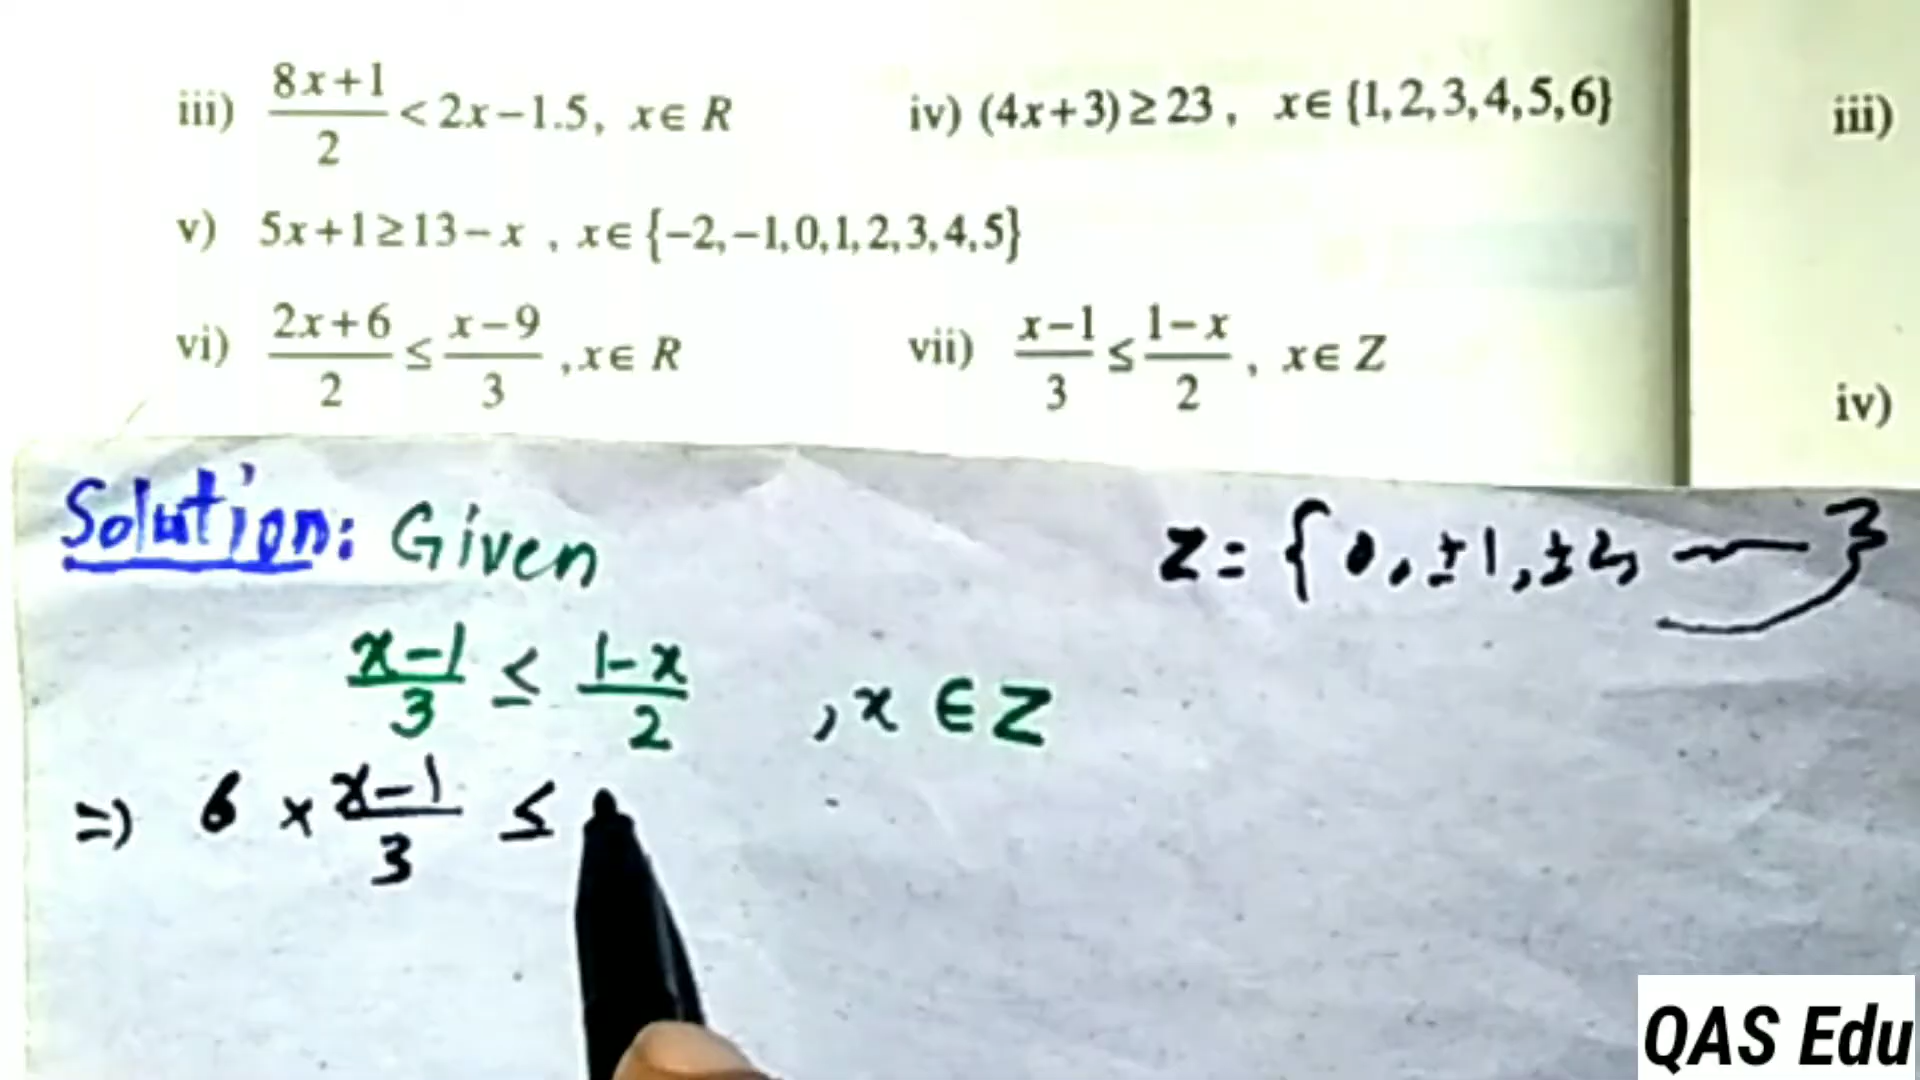 iii) (8x+1)/2 < 2x-1.5, x∈ R
iv) (4x+3) ≥ 23, x∈ {1,2,3,4,5,6}
v) 5x+1≥13-x , x∈ {-2,-1,0,1,2,3,4,5}
vi) (2x+6)/2 ≤ (x-9)/3 ,x∈ R
vii) (x-1)/3 ≤ (1-x)/2 , x∈ Z
iii)
iv)
Solution: Given
Z = {0, ±1, ±2, — }
(x-1)/3 ≤ (1-x)/2 , x ∈ Z
=> 6 × (x-1)/3 ≤
QAS Edu